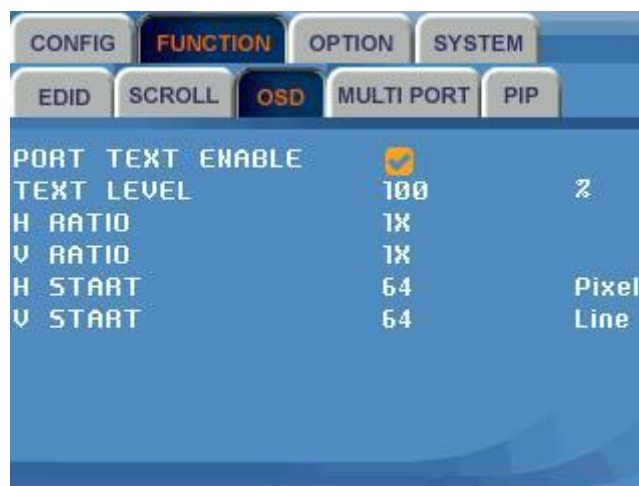 CONFIG FUNCTION OPTION SYSTEM
EDID SCROLL OSD MULTI PORT PIP
PORT TEXT ENABLE
TEXT LEVEL 100 %
H RATIO 1X
V RATIO 1X
H START 64 Pixel
V START 64 Line